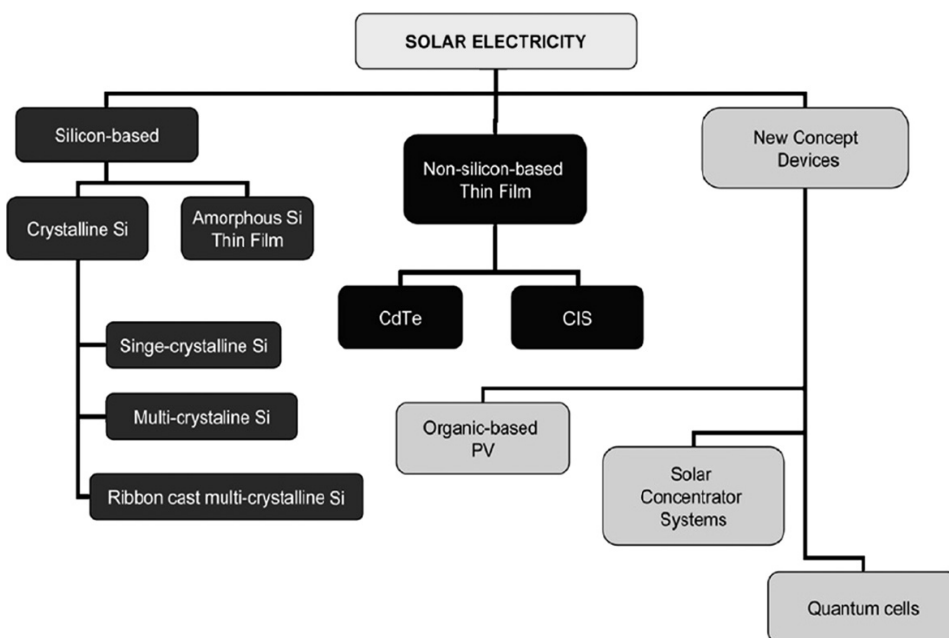 SOLAR ELECTRICITY
Silicon-based
Non-silicon-based
Thin Film
New Concept
Devices
Crystalline Si
Amorphous Si
Thin Film
CdTe
CIS
Singe-crystalline Si
Multi-crystaline Si
Ribbon cast multi-crystalline Si
Organic-based
PV
Solar
Concentrator
Systems
Quantum cells